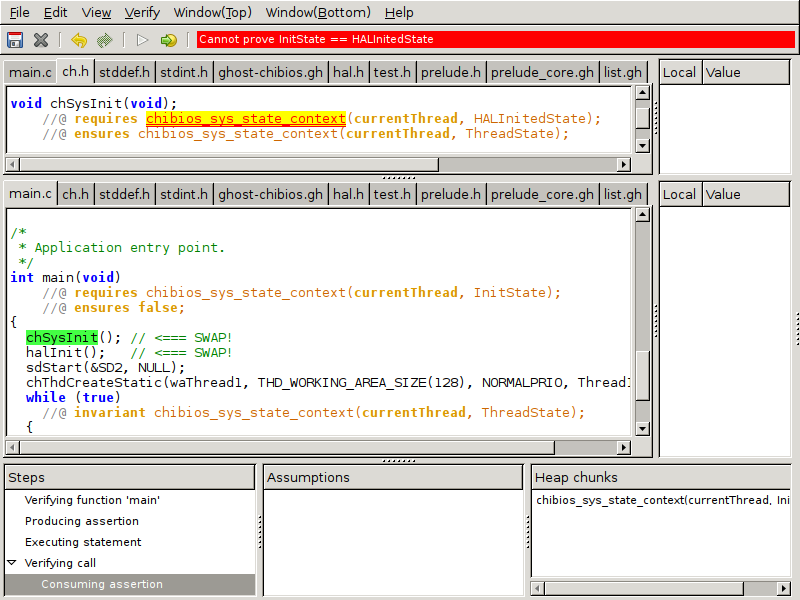 File Edit View Verify Window(Top) Window(Bottom) Help
Cannot prove InitState == HALInitedState
main.c ch.h stddef.h stdint.h ghost-chibios.gh hal.h test.h prelude.h prelude_core.gh list.gh
Local Value
void chSysInit(void);
//@ requires chibios_sys_state_context(currentThread, HALInitedState);
//@ ensures chibios_sys_state_context(currentThread, ThreadState);
main.c ch.h stddef.h stdint.h ghost-chibios.gh hal.h test.h prelude.h prelude_core.gh list.gh
Local Value
/*
* Application entry point.
*/
int main(void)
//@ requires chibios_sys_state_context(currentThread, InitState);
//@ ensures false;
{
chSysInit(); // <=== SWAP!
halInit(); // <=== SWAP!
sdStart(&SD2, NULL);
chThdCreateStatic(waThread1, THD_WORKING_AREA_SIZE(128), NORMALPRIO, Thread1
while (true)
//@ invariant chibios_sys_state_context(currentThread, ThreadState);
{
Steps
Verifying function 'main'
Producing assertion
Executing statement
Verifying call
Consuming assertion
Assumptions
Heap chunks
chibios_sys_state_context(currentThread, Ini